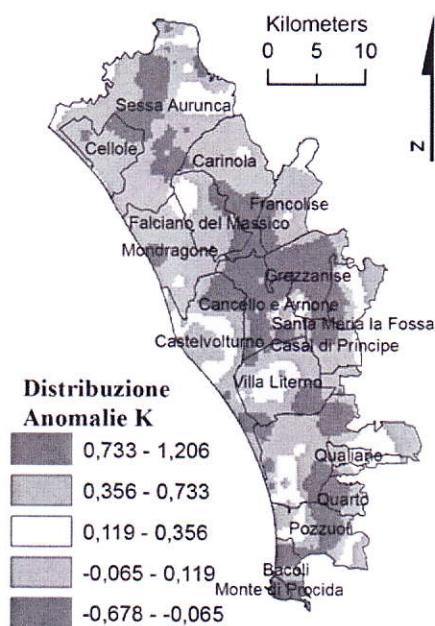 Kilometers
0 5 10
N
Sessa Aurunca
Cellole
Carinola
Francolise
Falciano del Massico
Mondragone
Grazzanise
Cancello e Arnone
Santa Maria la Fossa
Castelvolturno
Casal di Principe
Villa Literno
Distribuzione
Anomalie K
0,733 - 1,206
0,356 - 0,733
0,119 - 0,356
-0,065 - 0,119
-0,678 - -0,065
Qualiano
Quarto
Pozzuoli
Bacoli
Monte di Procida